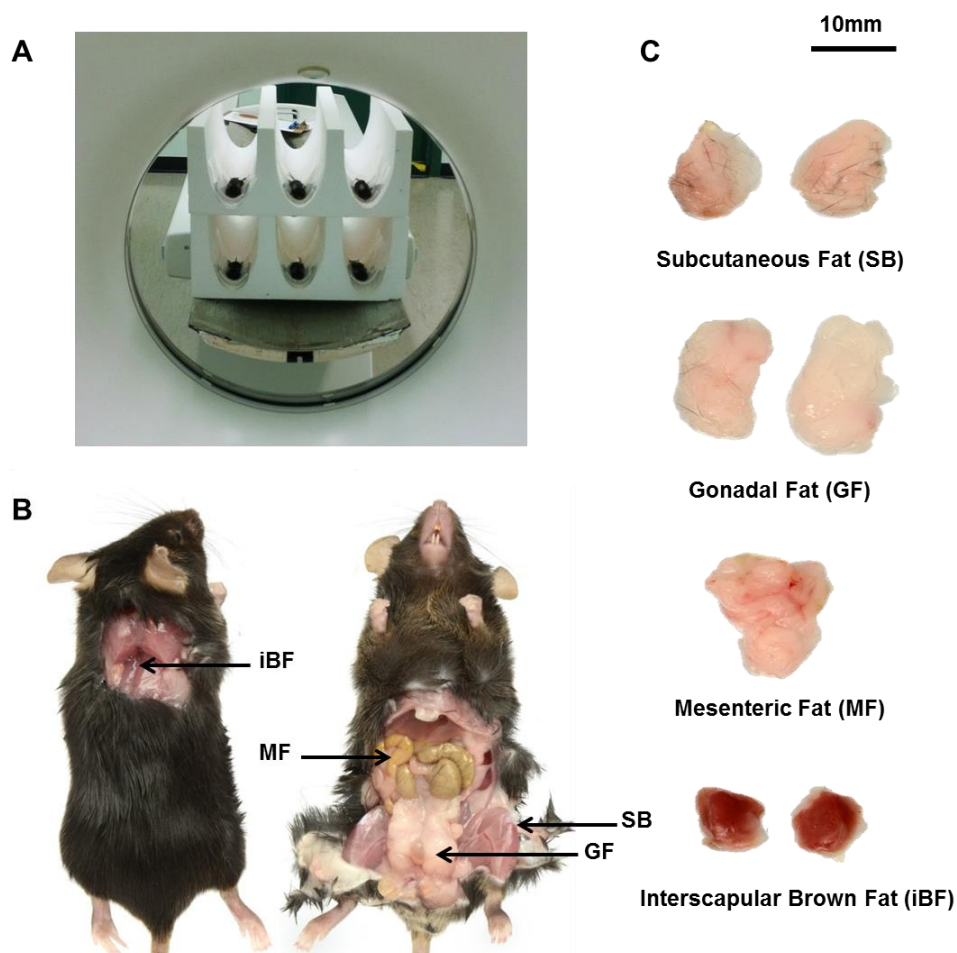 A
B
iBF
MF
SB
GF
C
10mm
Subcutaneous Fat (SB)
Gonadal Fat (GF)
Mesenteric Fat (MF)
Interscapular Brown Fat (iBF)